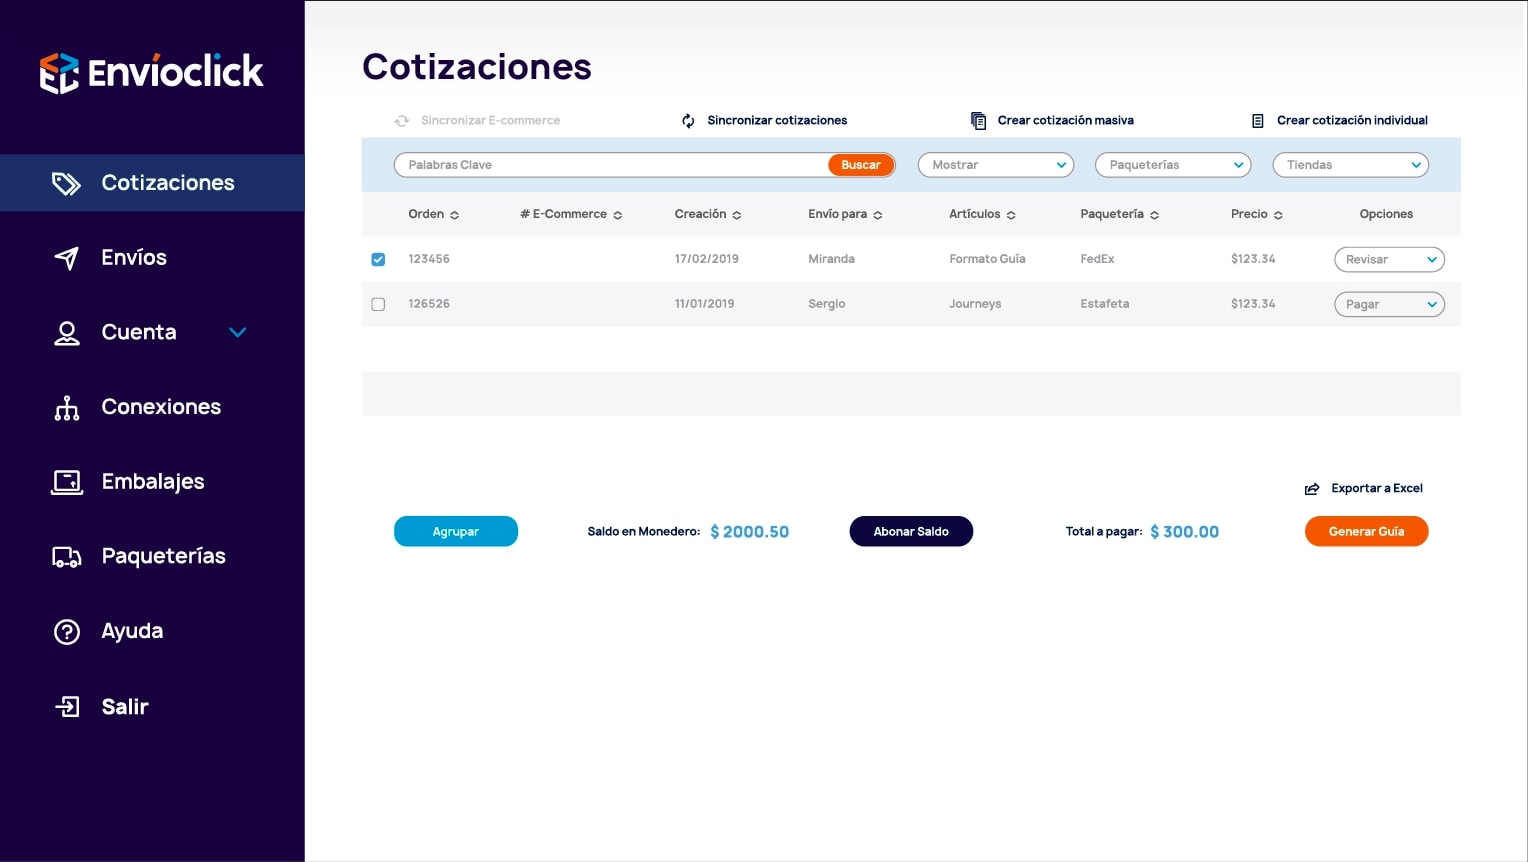 Envíoclick
Cotizaciones
Envíos
Cuenta
Conexiones
Embalajes
Paqueterías
Ayuda
Salir
Cotizaciones
Sincronizar E-commerce Sincronizar cotizaciones Crear cotización masiva Crear cotización individual
Palabras Clave Buscar Mostrar Paqueterías Tiendas
Orden # E-Commerce Creación Envío para Artículos Paquetería Precio Opciones
123456 17/02/2019 Miranda Formato Guía FedEx $123.34 Revisar
126526 11/01/2019 Sergio Journeys Estafeta $123.34 Pagar
Exportar a Excel
Agrupar Saldo en Monedero: $ 2000.50 Abonar Saldo Total a pagar: $ 300.00 Generar Guía